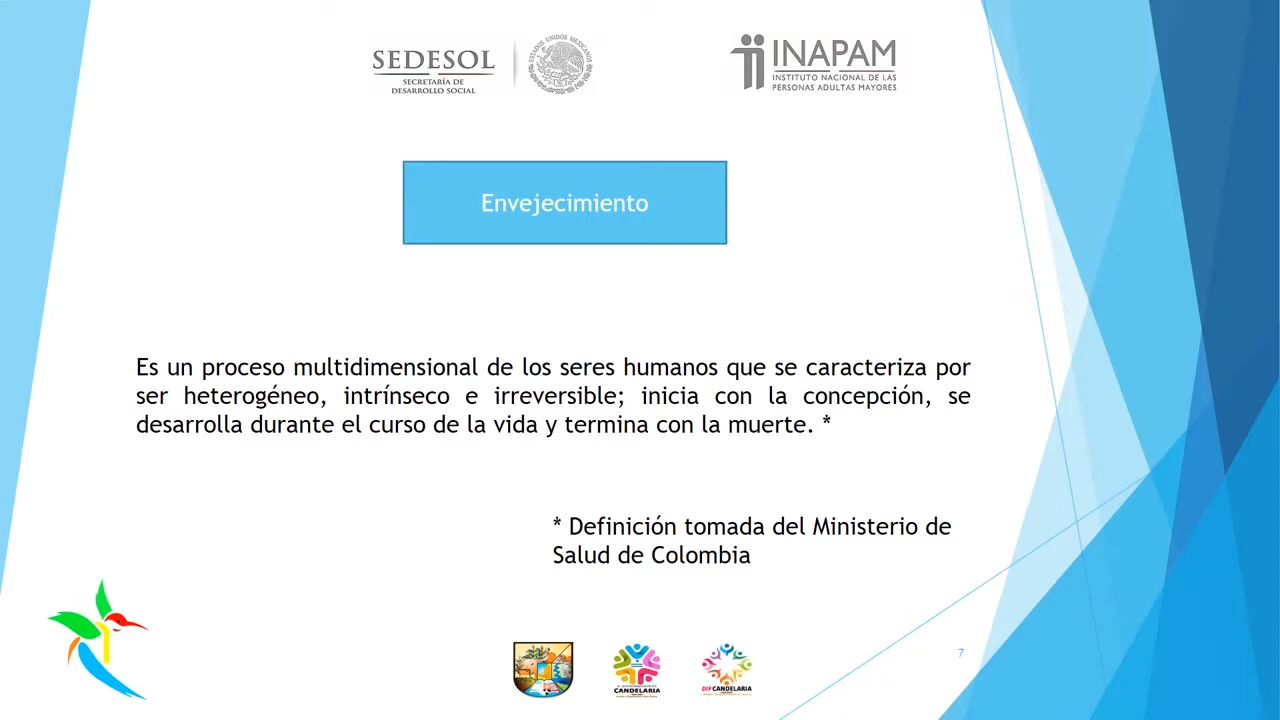 SEDESOL
SECRETARÍA DE
DESARROLLO SOCIAL
ESTADOS UNIDOS MEXICANOS
INAPAM
INSTITUTO NACIONAL DE LAS
PERSONAS ADULTAS MAYORES
Envejecimiento
Es un proceso multidimensional de los seres humanos que se caracteriza por
ser heterogéneo, intrínseco e irreversible; inicia con la concepción, se
desarrolla durante el curso de la vida y termina con la muerte. *
* Definición tomada del Ministerio de
Salud de Colombia
CANDELARIA
DIF CANDELARIA
7